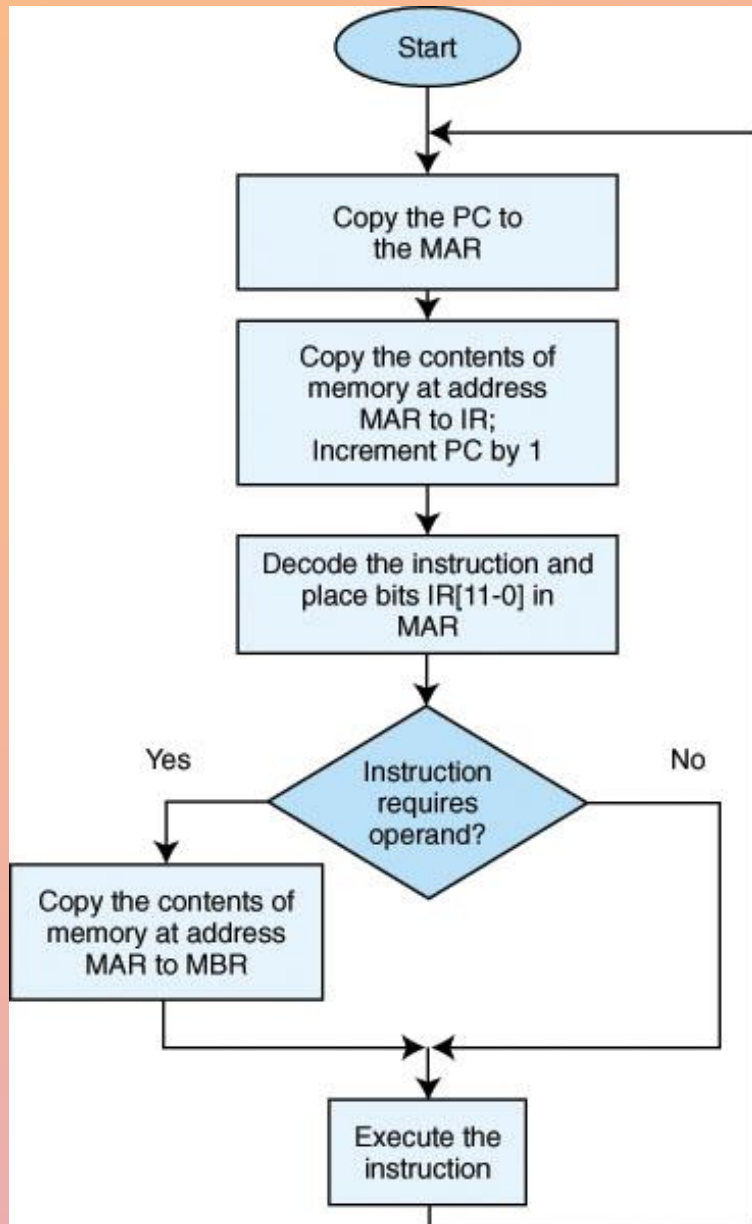 Start
Copy the PC to
the MAR
Copy the contents of
memory at address
MAR to IR;
Increment PC by 1
Decode the instruction and
place bits IR[11-0] in
MAR
Instruction
requires
operand?
Yes
No
Copy the contents of
memory at address
MAR to MBR
Execute the
instruction